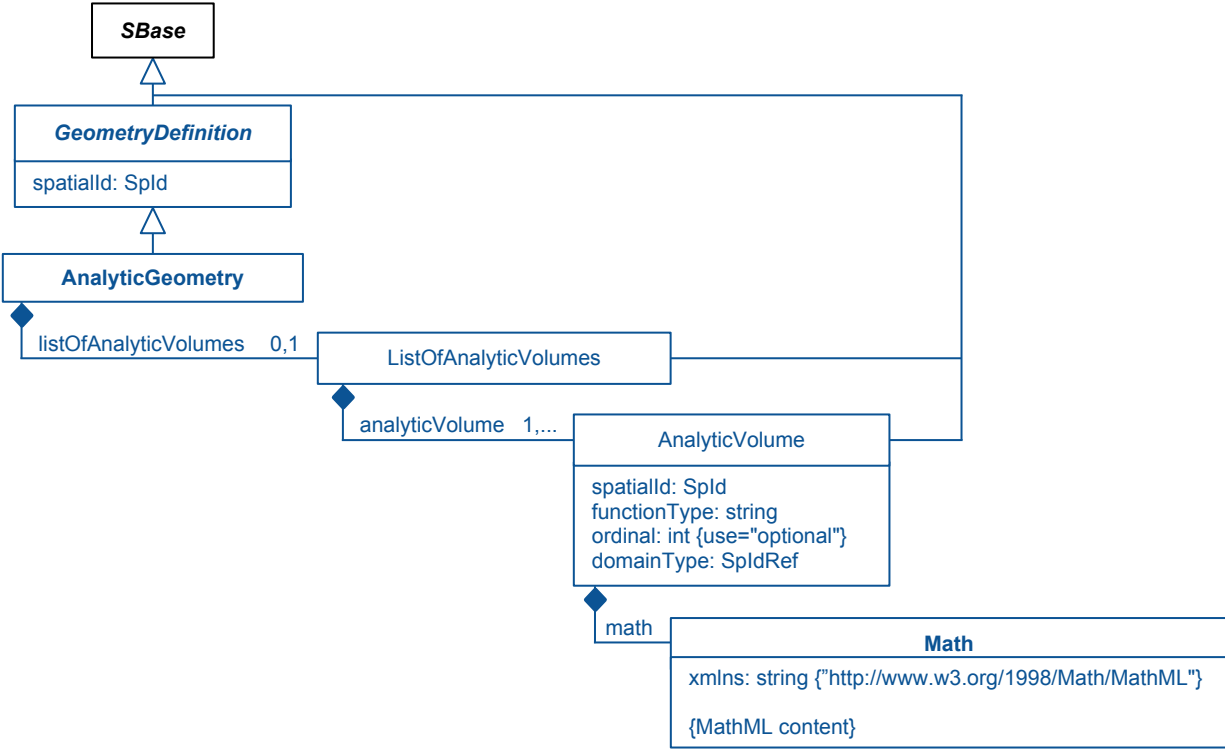 SBase
GeometryDefinition
spatialId: SpId
AnalyticGeometry
listOfAnalyticVolumes 0,1
ListOfAnalyticVolumes
analyticVolume 1,...
AnalyticVolume
spatialId: SpId
functionType: string
ordinal: int {use="optional"}
domainType: SpIdRef
math
Math
xmlns: string {”http://www.w3.org/1998/Math/MathML"}
{MathML content}